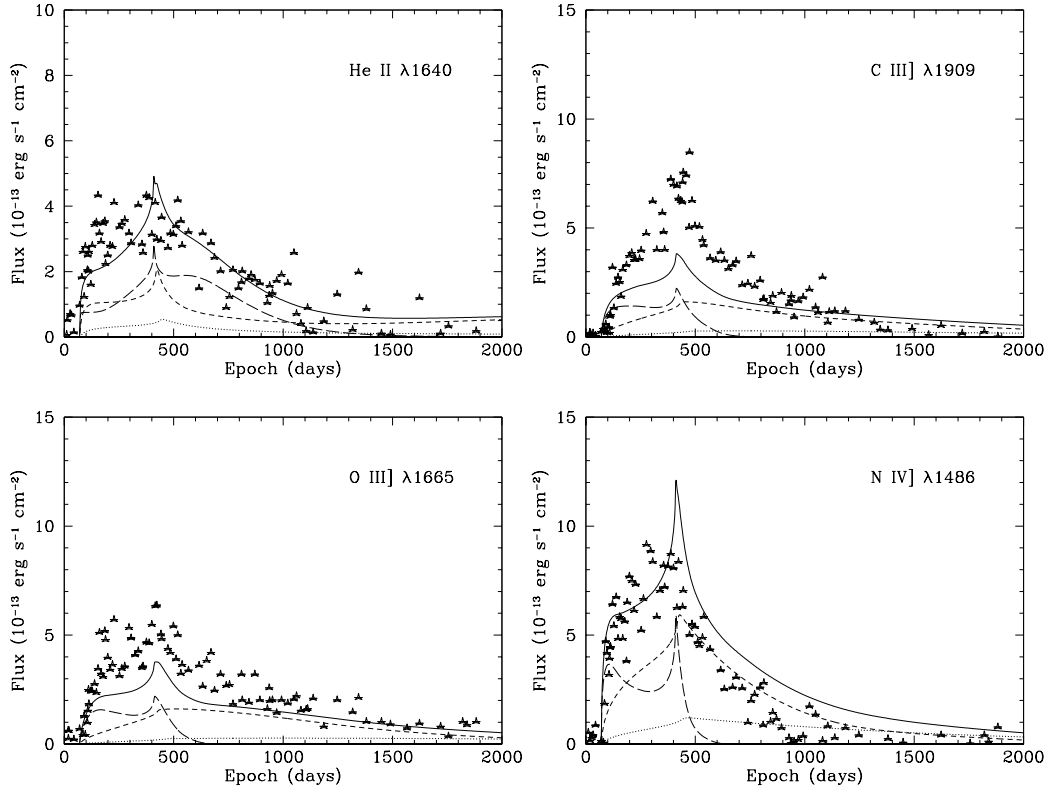 10
8
6
4
2
0
Flux (10⁻¹³ erg s⁻¹ cm⁻²)
He II λ1640
0 500 1000 1500 2000
Epoch (days)
15
10
5
0
Flux (10⁻¹³ erg s⁻¹ cm⁻²)
C III] λ1909
0 500 1000 1500 2000
Epoch (days)
15
10
5
0
Flux (10⁻¹³ erg s⁻¹ cm⁻²)
O III] λ1665
0 500 1000 1500 2000
Epoch (days)
15
10
5
0
Flux (10⁻¹³ erg s⁻¹ cm⁻²)
N IV] λ1486
0 500 1000 1500 2000
Epoch (days)